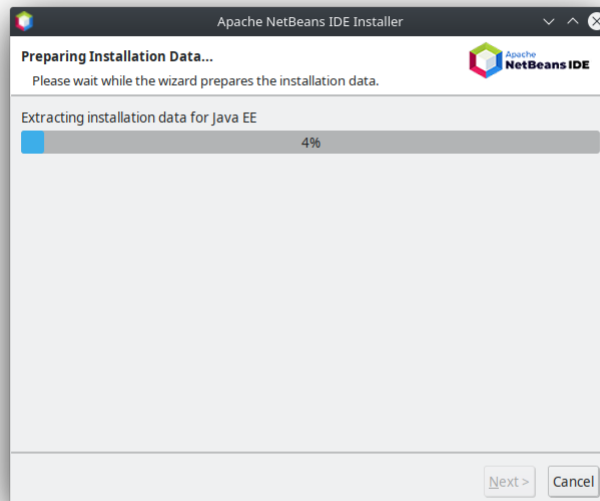 Apache NetBeans IDE Installer
Preparing Installation Data...
Apache
NetBeans IDE
Please wait while the wizard prepares the installation data.
Extracting installation data for Java EE
4%
Next >
Cancel